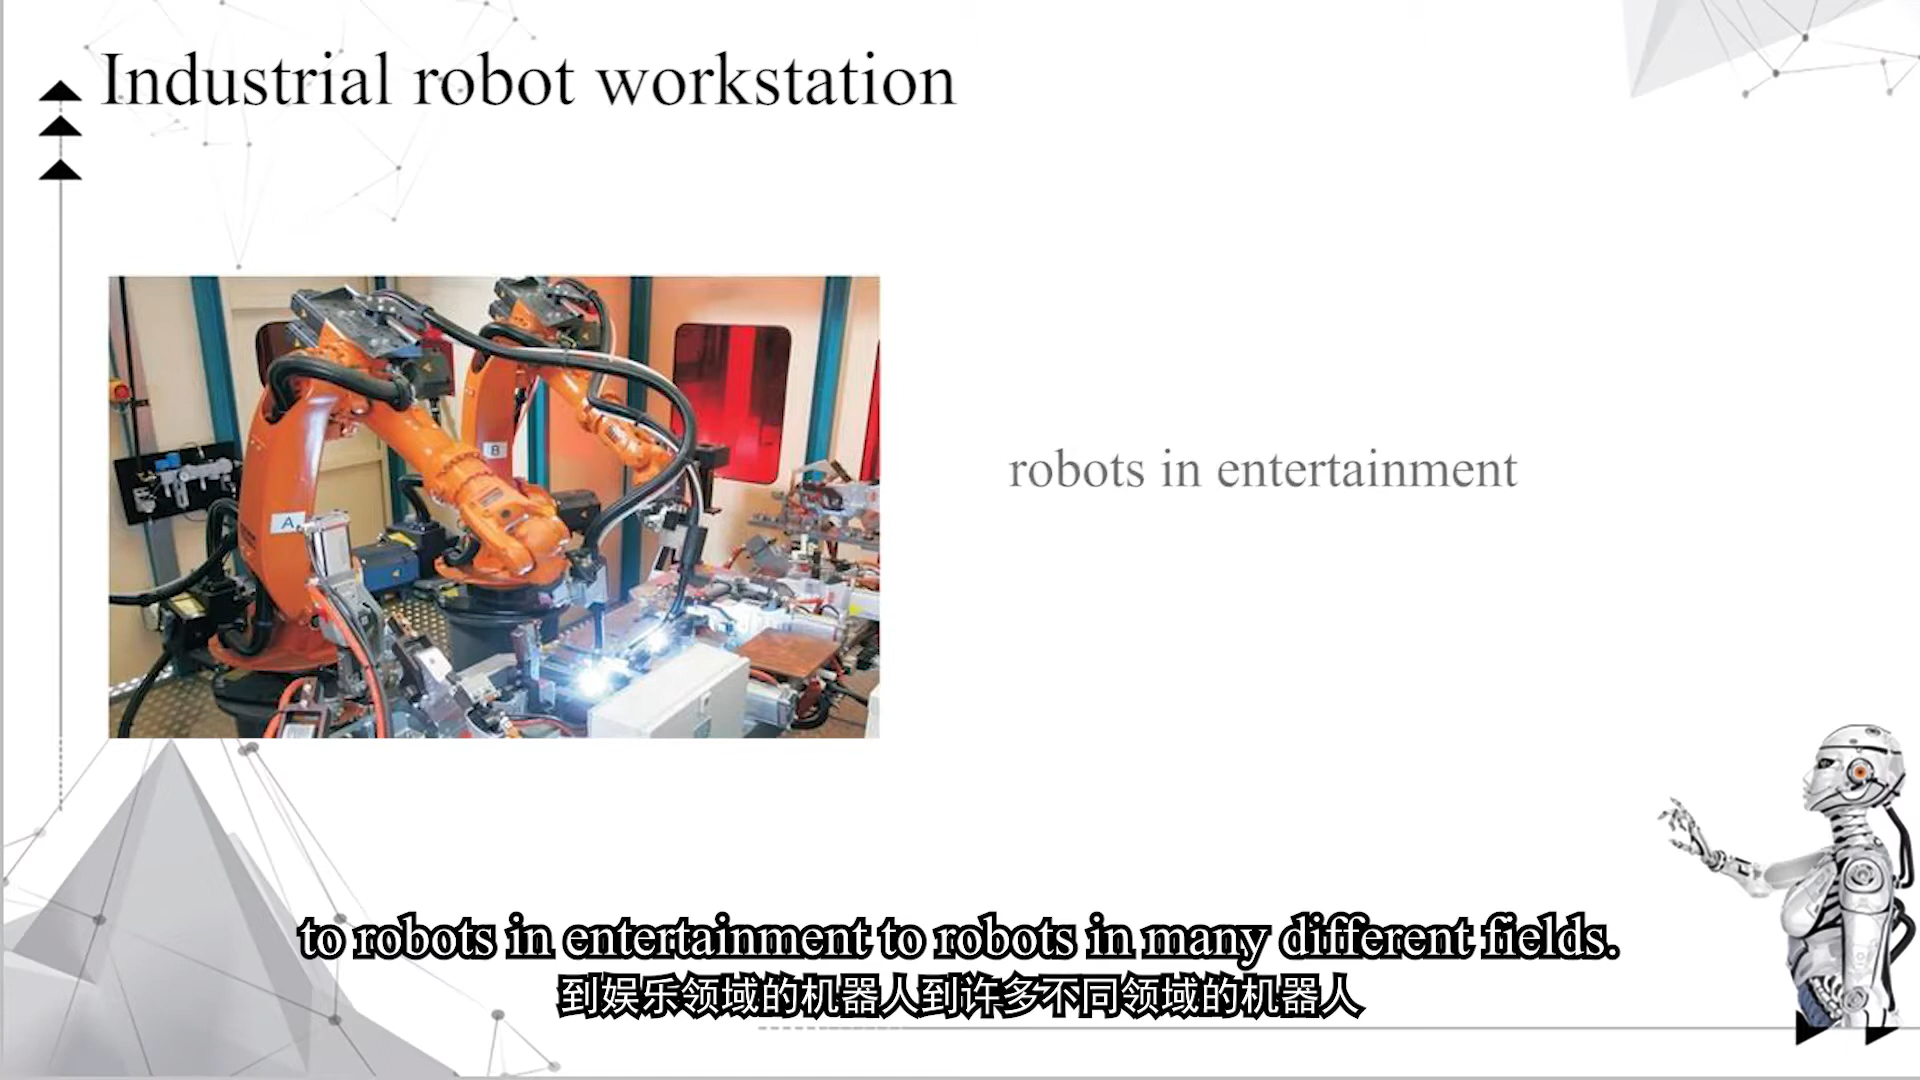 Industrial robot workstation
B
A
robots in entertainment
to robots in entertainment to robots in many different fields.
到娱乐领域的机器人到许多不同领域的机器人